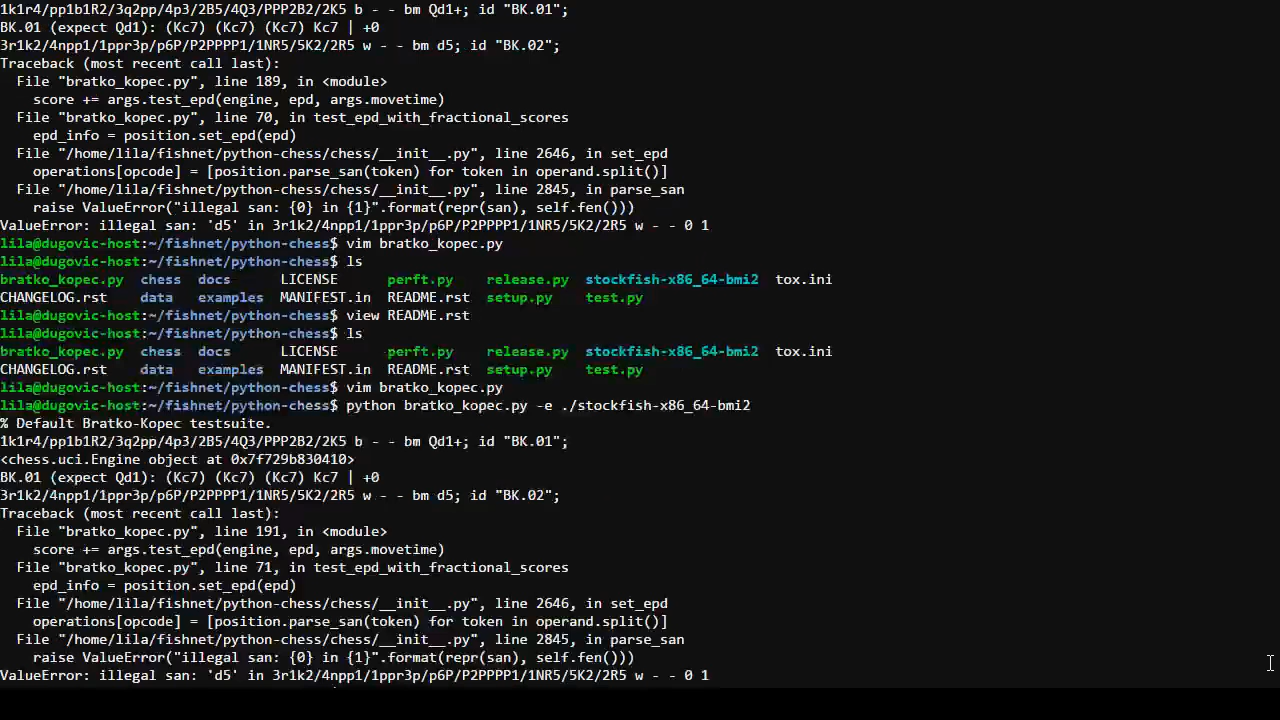 1k1r4/pp1b1R2/3q2pp/4p3/2B5/4Q3/PPP2B2/2K5 b - - bm Qd1+; id "BK.01";
BK.01 (expect Qd1): (Kc7) (Kc7) (Kc7) Kc7 | +0
3r1k2/4npp1/1ppr3p/p6P/P2PPPP1/1NR5/5K2/2R5 w - - bm d5; id "BK.02";
Traceback (most recent call last):
  File "bratko_kopec.py", line 189, in <module>
    score += args.test_epd(engine, epd, args.movetime)
  File "bratko_kopec.py", line 70, in test_epd_with_fractional_scores
    epd_info = position.set_epd(epd)
  File "/home/lila/fishnet/python-chess/chess/__init__.py", line 2646, in set_epd
    operations[opcode] = [position.parse_san(token) for token in operand.split()]
  File "/home/lila/fishnet/python-chess/chess/__init__.py", line 2845, in parse_san
    raise ValueError("illegal san: {0} in {1}".format(repr(san), self.fen()))
ValueError: illegal san: 'd5' in 3r1k2/4npp1/1ppr3p/p6P/P2PPPP1/1NR5/5K2/2R5 w - - 0 1
lila@dugovic-host:~/fishnet/python-chess$ vim bratko_kopec.py
lila@dugovic-host:~/fishnet/python-chess$ ls
bratko_kopec.py  chess  docs      LICENSE      perft.py  release.py  stockfish-x86_64-bmi2  tox.ini
CHANGELOG.rst    data   examples  MANIFEST.in  README.rst  setup.py    test.py
lila@dugovic-host:~/fishnet/python-chess$ view README.rst
lila@dugovic-host:~/fishnet/python-chess$ ls
bratko_kopec.py  chess  docs      LICENSE      perft.py  release.py  stockfish-x86_64-bmi2  tox.ini
CHANGELOG.rst    data   examples  MANIFEST.in  README.rst  setup.py    test.py
lila@dugovic-host:~/fishnet/python-chess$ vim bratko_kopec.py
lila@dugovic-host:~/fishnet/python-chess$ python bratko_kopec.py -e ./stockfish-x86_64-bmi2
% Default Bratko-Kopec testsuite.
1k1r4/pp1b1R2/3q2pp/4p3/2B5/4Q3/PPP2B2/2K5 b - - bm Qd1+; id "BK.01";
<chess.uci.Engine object at 0x7f729b830410>
BK.01 (expect Qd1): (Kc7) (Kc7) (Kc7) Kc7 | +0
3r1k2/4npp1/1ppr3p/p6P/P2PPPP1/1NR5/5K2/2R5 w - - bm d5; id "BK.02";
Traceback (most recent call last):
  File "bratko_kopec.py", line 191, in <module>
    score += args.test_epd(engine, epd, args.movetime)
  File "bratko_kopec.py", line 71, in test_epd_with_fractional_scores
    epd_info = position.set_epd(epd)
  File "/home/lila/fishnet/python-chess/chess/__init__.py", line 2646, in set_epd
    operations[opcode] = [position.parse_san(token) for token in operand.split()]
  File "/home/lila/fishnet/python-chess/chess/__init__.py", line 2845, in parse_san
    raise ValueError("illegal san: {0} in {1}".format(repr(san), self.fen()))
ValueError: illegal san: 'd5' in 3r1k2/4npp1/1ppr3p/p6P/P2PPPP1/1NR5/5K2/2R5 w - - 0 1